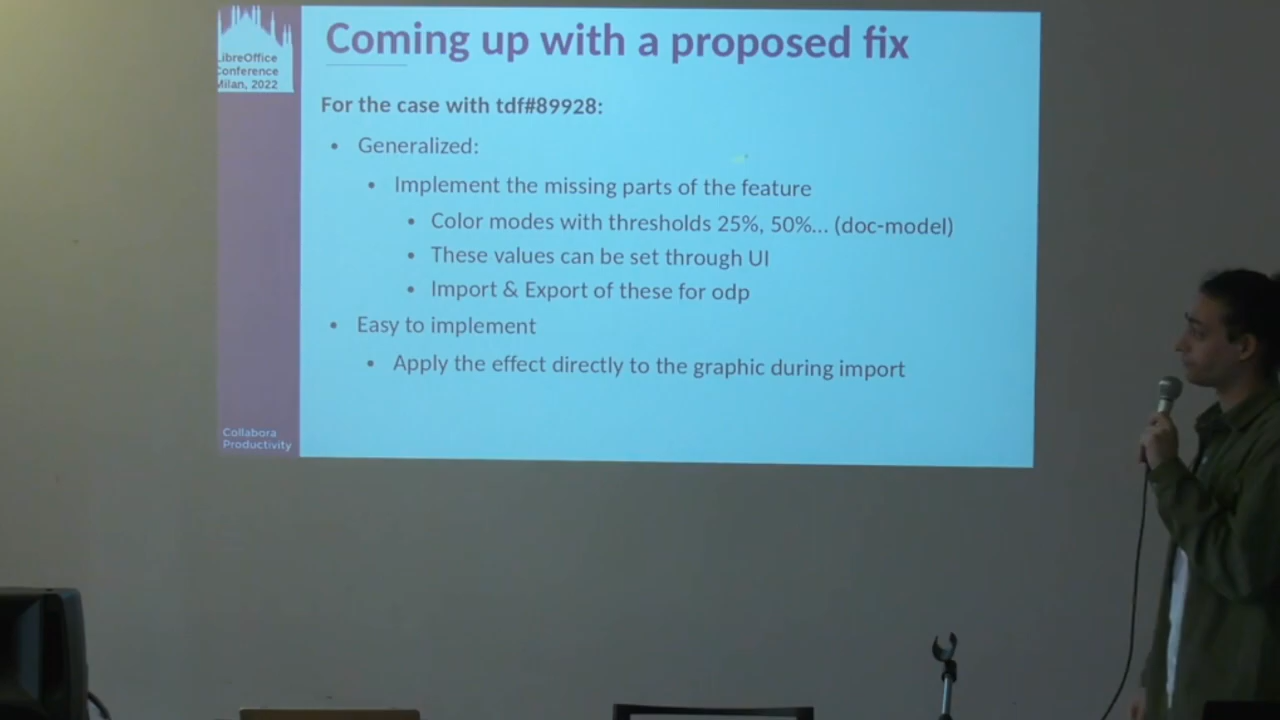 LibreOffice
Conference
Milan, 2022
Coming up with a proposed fix
For the case with tdf#89928:
• Generalized:
• Implement the missing parts of the feature
• Color modes with thresholds 25%, 50%... (doc-model)
• These values can be set through UI
• Import & Export of these for odp
• Easy to implement
• Apply the effect directly to the graphic during import
Collabora
Productivity